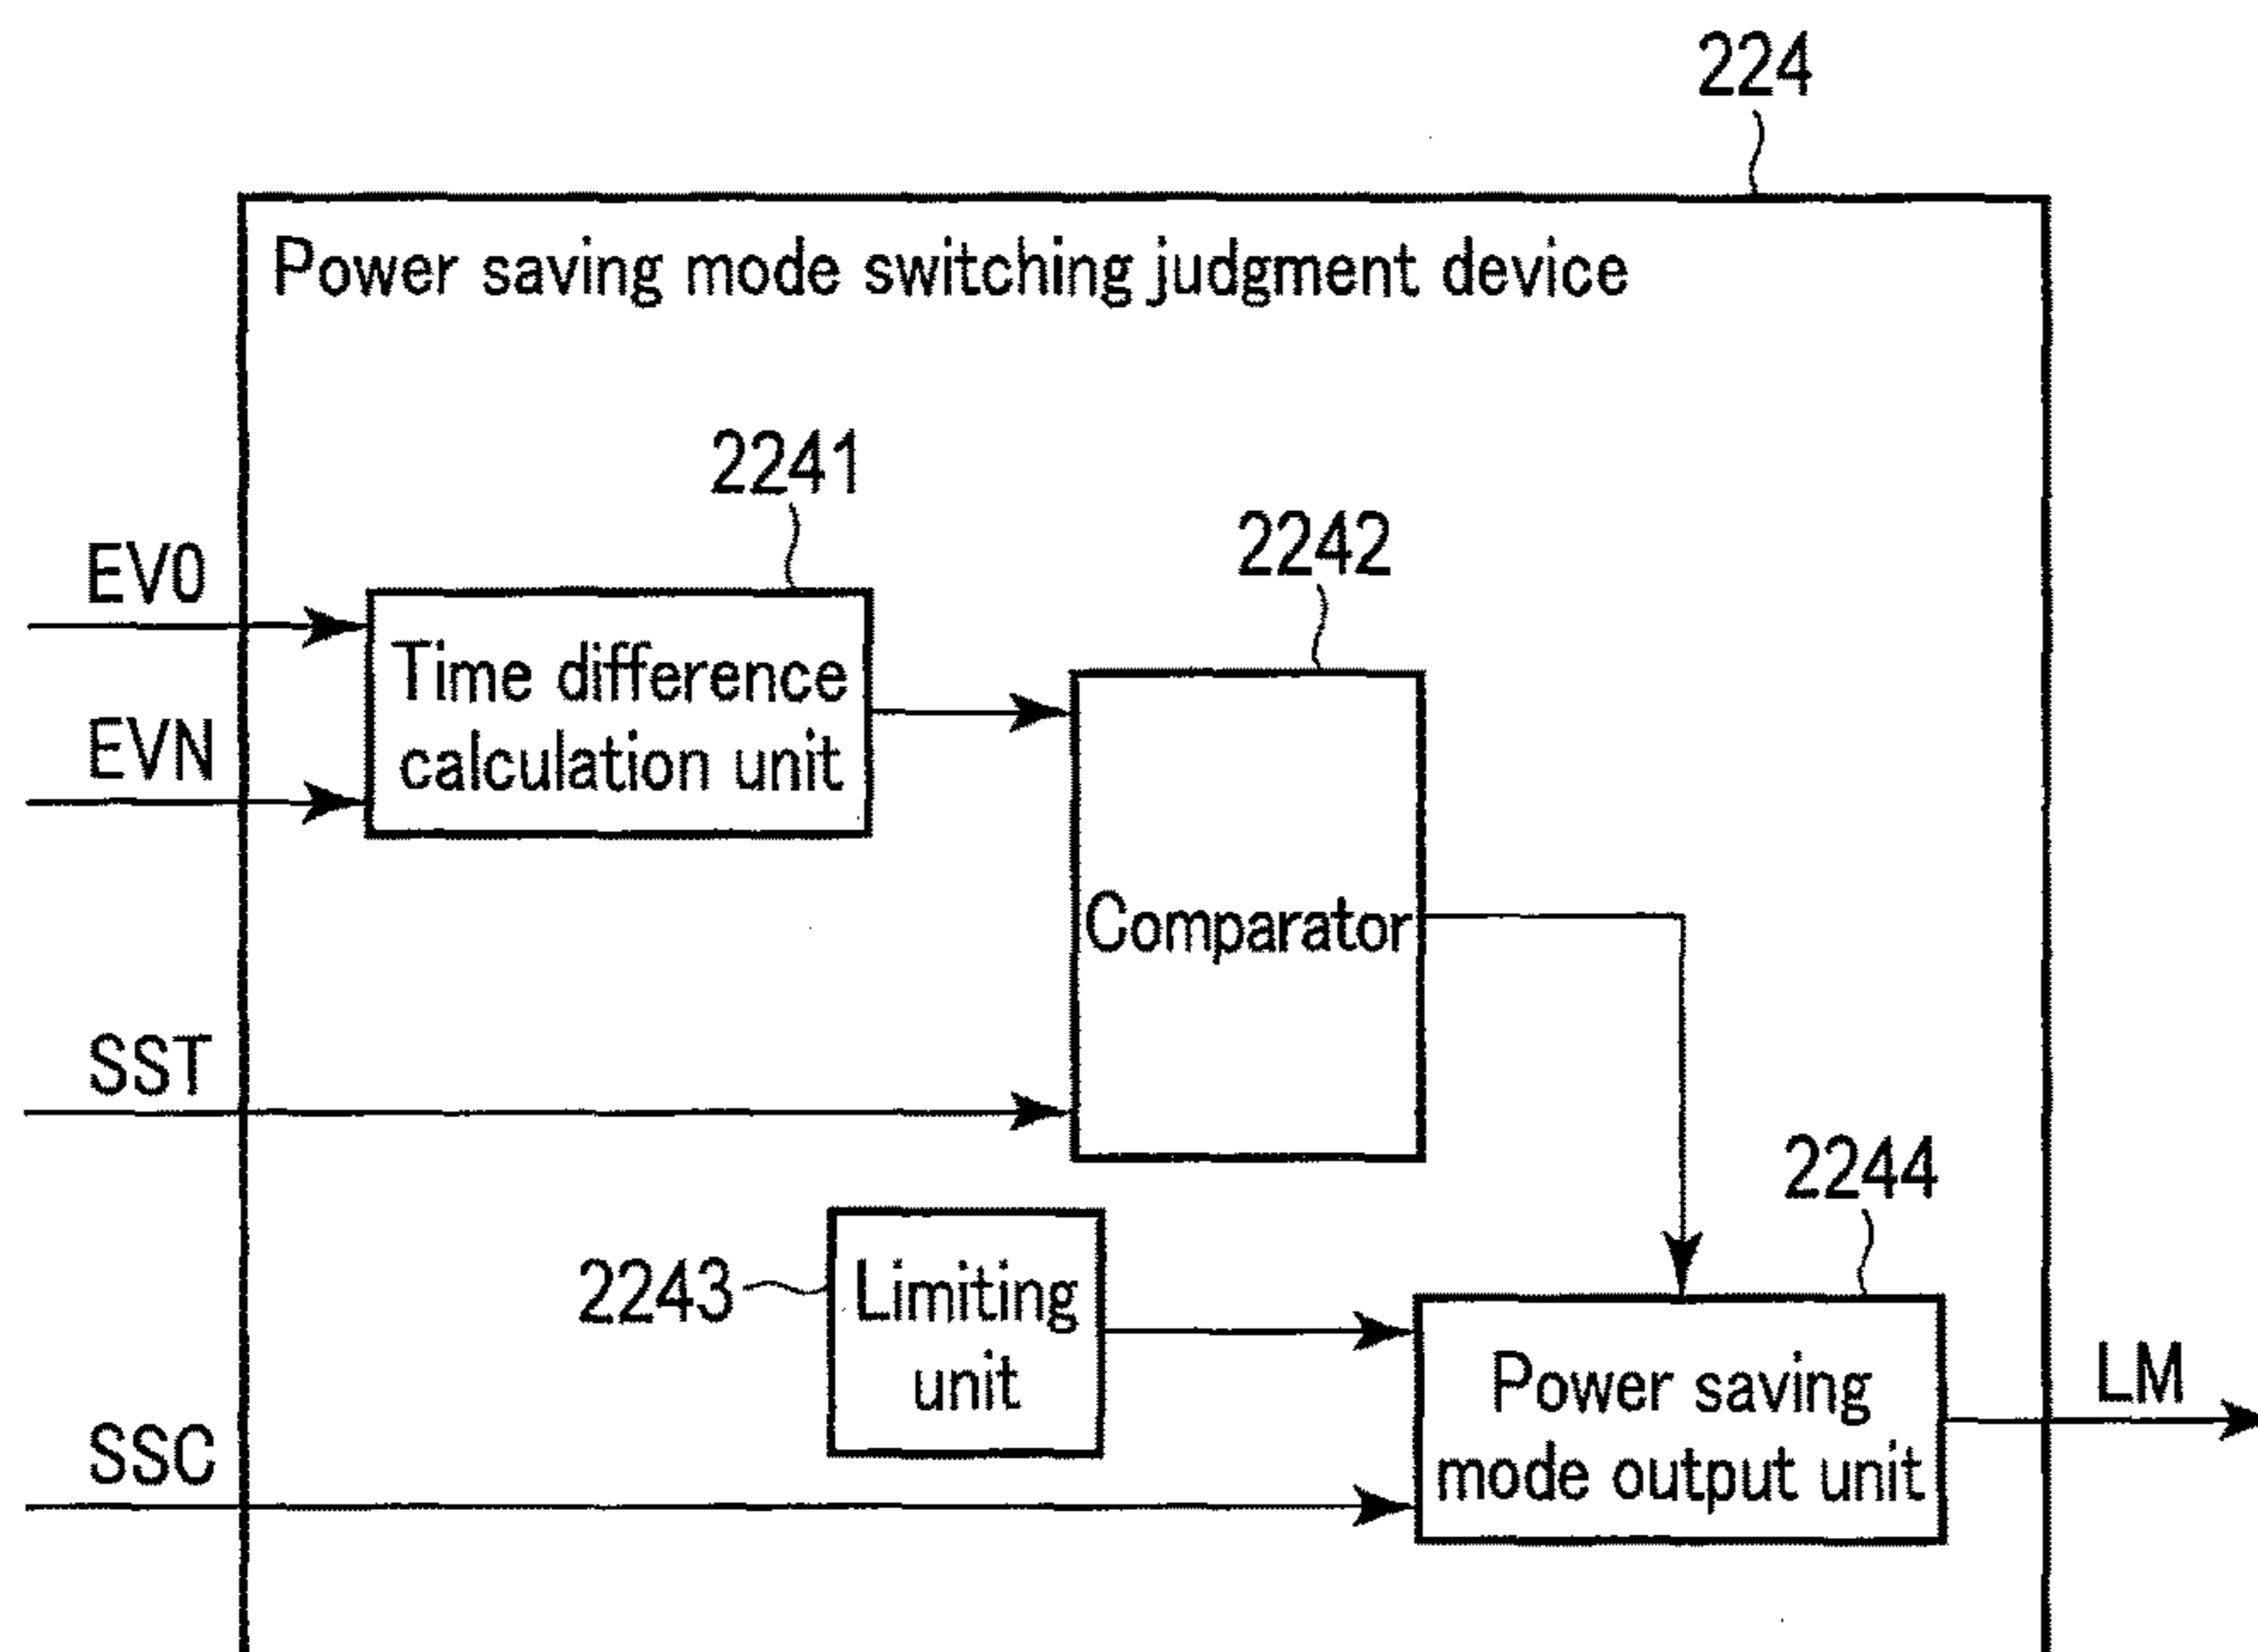 224
Power saving mode switching judgment device
2241
2242
EV0
Time difference
calculation unit
EVN
Comparator
SST
2244
2243
Limiting
unit
Power saving
mode output unit
LM
SSC